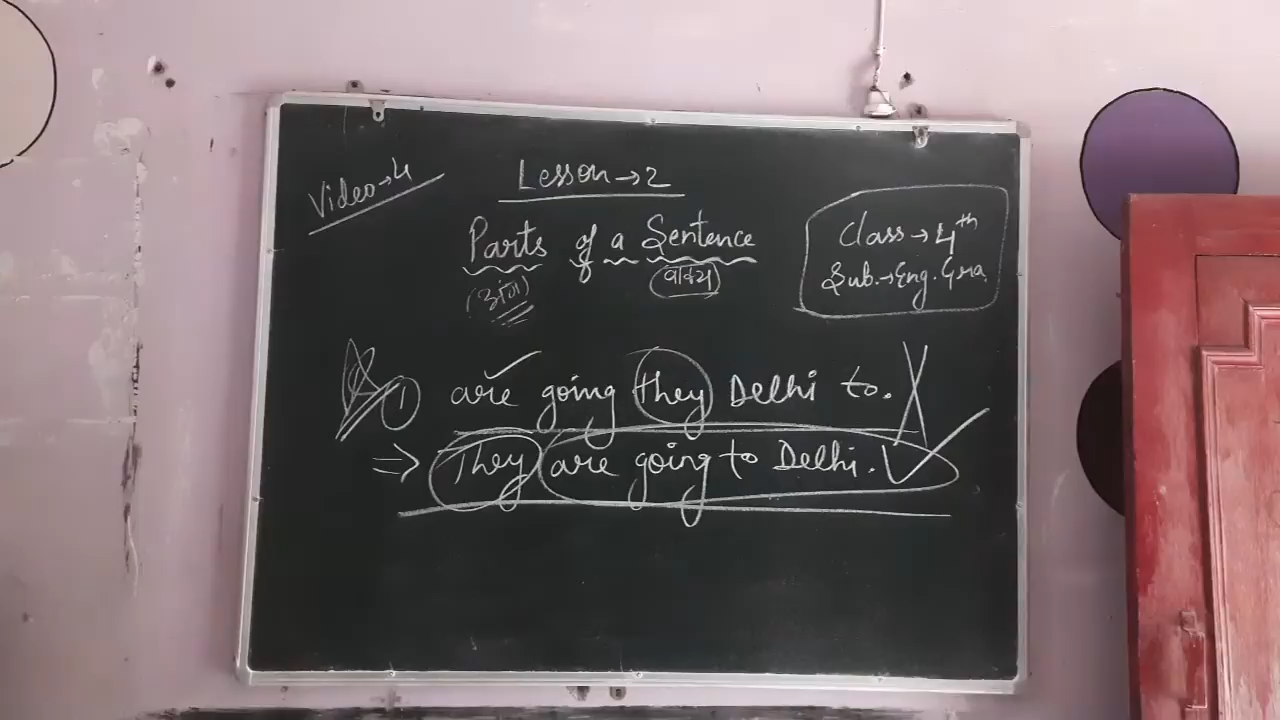 Video→4
Lesson→2
Parts of a Sentence
(अंग) वाक्य
Class→4th
Sub.→Eng. Gra.
① are going they Delhi to. X
⇒ They are going to Delhi. ✓